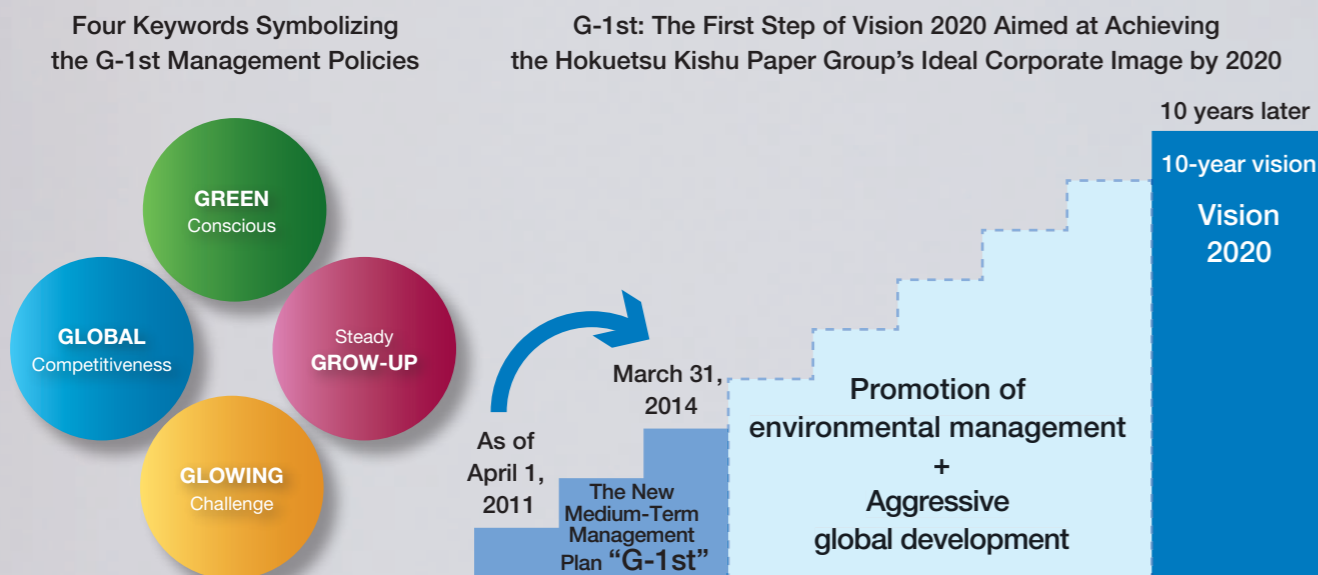 Four Keywords Symbolizing
the G-1st Management Policies
GREEN
Conscious
GLOBAL
Competitiveness
Steady
GROW-UP
GLOWING
Challenge
G-1st: The First Step of Vision 2020 Aimed at Achieving
the Hokuetsu Kishu Paper Group’s Ideal Corporate Image by 2020
10 years later
10-year vision
Vision
2020
March 31,
2014
As of
April 1,
2011
The New
Medium-Term
Management
Plan “G-1st”
Promotion of
environmental management
+
Aggressive
global development